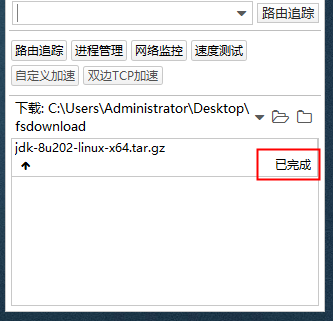 路由追踪
路由追踪 进程管理 网络监控 速度测试
自定义加速 双边TCP加速
下载: C:\Users\Administrator\Desktop\
fsdownload
jdk-8u202-linux-x64.tar.gz
已完成